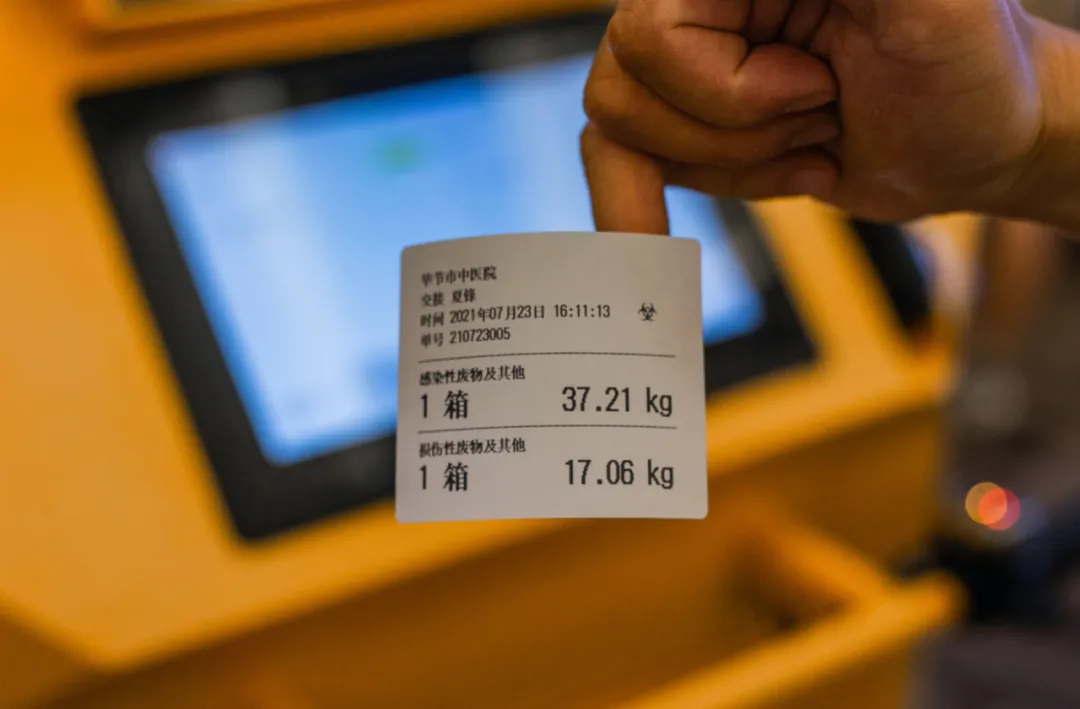 毕节市中医院
交接 夏锋
时间 2021年07月23日 16:11:13
单号 210723005
感染性废物及其他
1 箱 37.21 kg
损伤性废物及其他
1 箱 17.06 kg